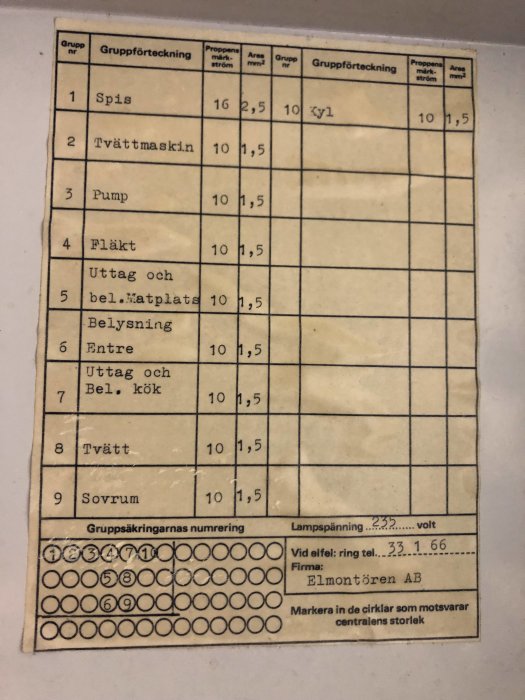 Grupp nr Gruppförteckning Proppens märk- ström Area mm² Grupp nr Gruppförteckning Proppens märk- ström Area mm²
1 Spis 16 2,5 10 Kyl 10 1,5
2 Tvättmaskin 10 1,5
3 Pump 10 1,5
4 Fläkt 10 1,5
Uttag och
5 bel.Matplats 10 1,5
Belysning
6 Entre 10 1,5
Uttag och
7 Bel. kök 10 1,5
8 Tvätt 10 1,5
9 Sovrum 10 1,5
Gruppsäkringarnas numrering
1 2 3 4 7 10
5 8
6 9
Lampspänning 235 volt
Vid elfel: ring tel. 33 1 66
Firma:
Elmontören AB
Markera in de cirklar som motsvarar
centralens storlek